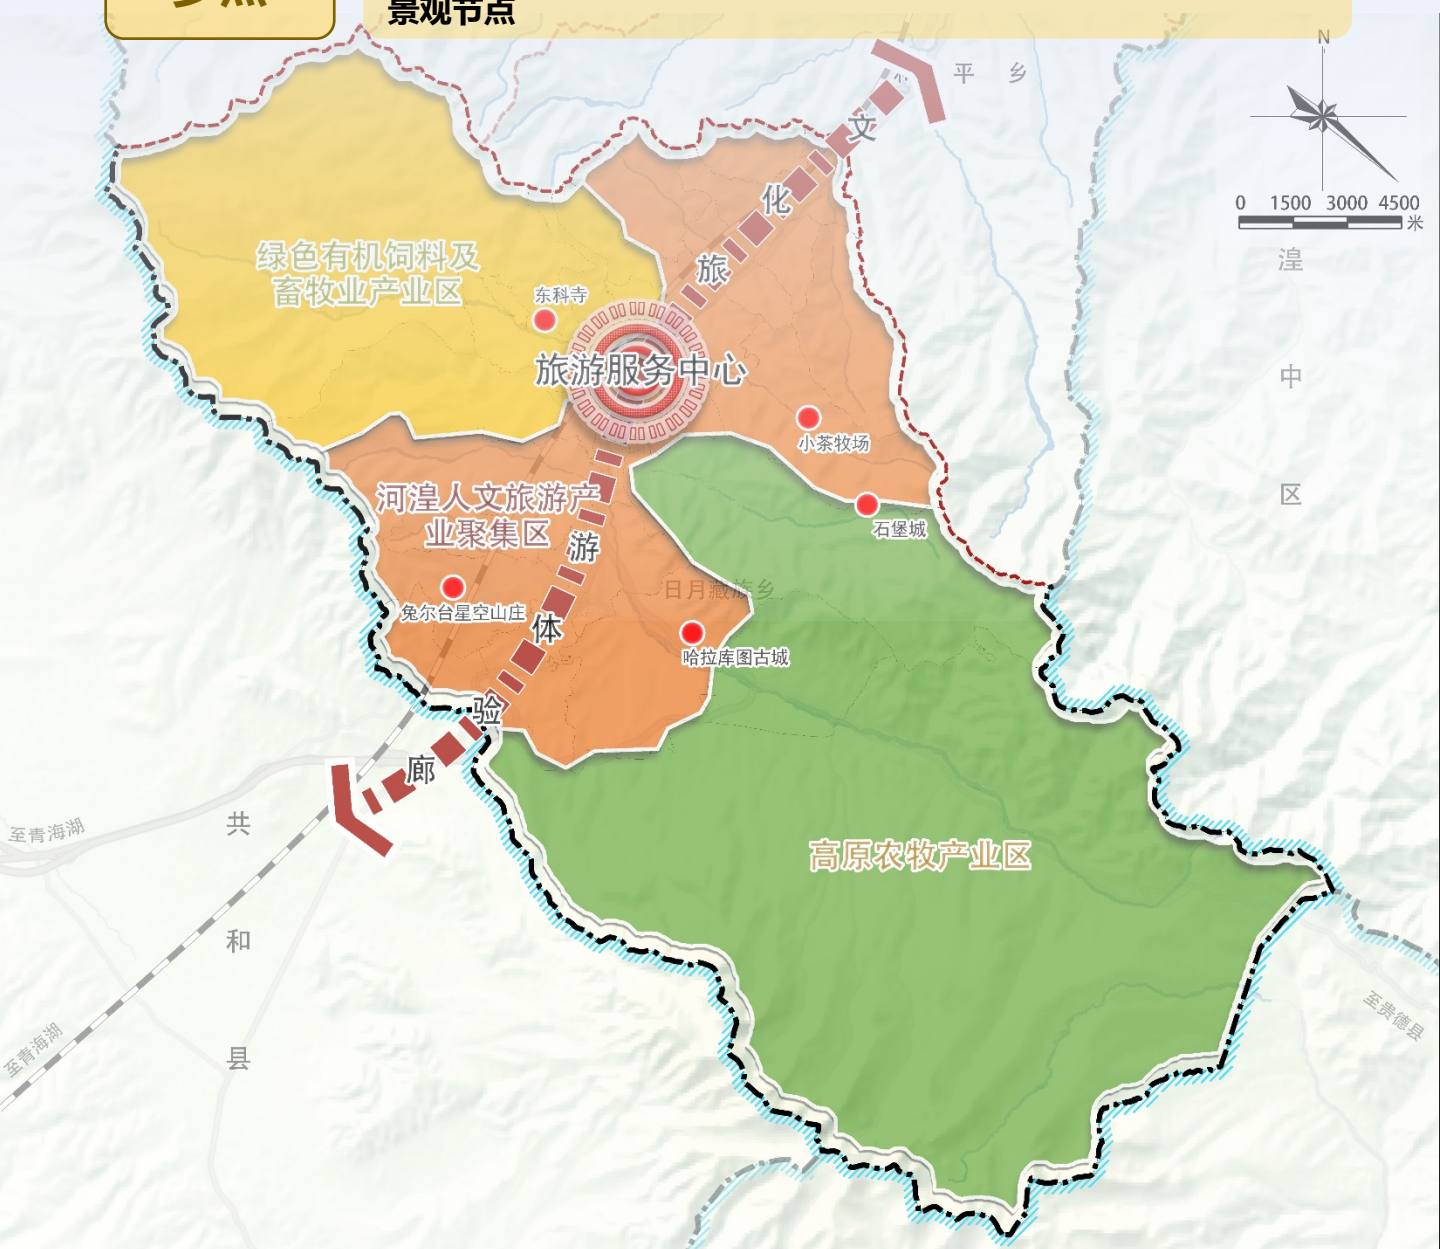 多点
景观节点
N
0 1500 3000 4500
米
平乡
文
化
旅
游
体
验
廊
绿色有机饲料及
畜牧业产业区
东科寺
旅游服务中心
小茶牧场
石堡城
河湟人文旅游产
业聚集区
兔尔台星空山庄
日月藏族乡
哈拉库图古城
高原农牧产业区
湟
中
区
共
和
县
至青海湖
至青海湖
至贵德县